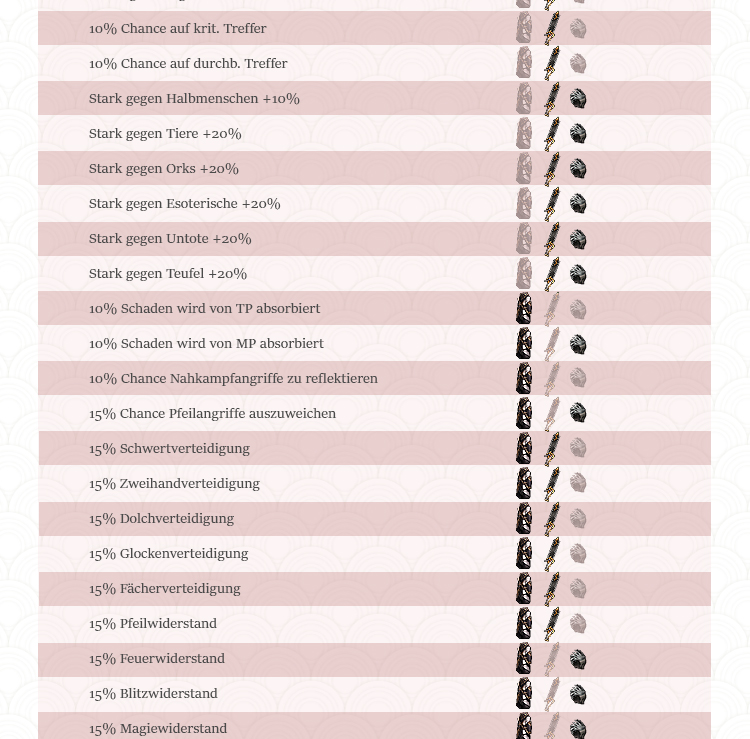 10% Chance auf krit. Treffer
10% Chance auf durchb. Treffer
Stark gegen Halbmenschen +10%
Stark gegen Tiere +20%
Stark gegen Orks +20%
Stark gegen Esoterische +20%
Stark gegen Untote +20%
Stark gegen Teufel +20%
10% Schaden wird von TP absorbiert
10% Schaden wird von MP absorbiert
10% Chance Nahkampfangriffe zu reflektieren
15% Chance Pfeilangriffe auszuweichen
15% Schwertverteidigung
15% Zweihandverteidigung
15% Dolchverteidigung
15% Glockenverteidigung
15% Fächerverteidigung
15% Pfeilwiderstand
15% Feuerwiderstand
15% Blitzwiderstand
15% Magiewiderstand